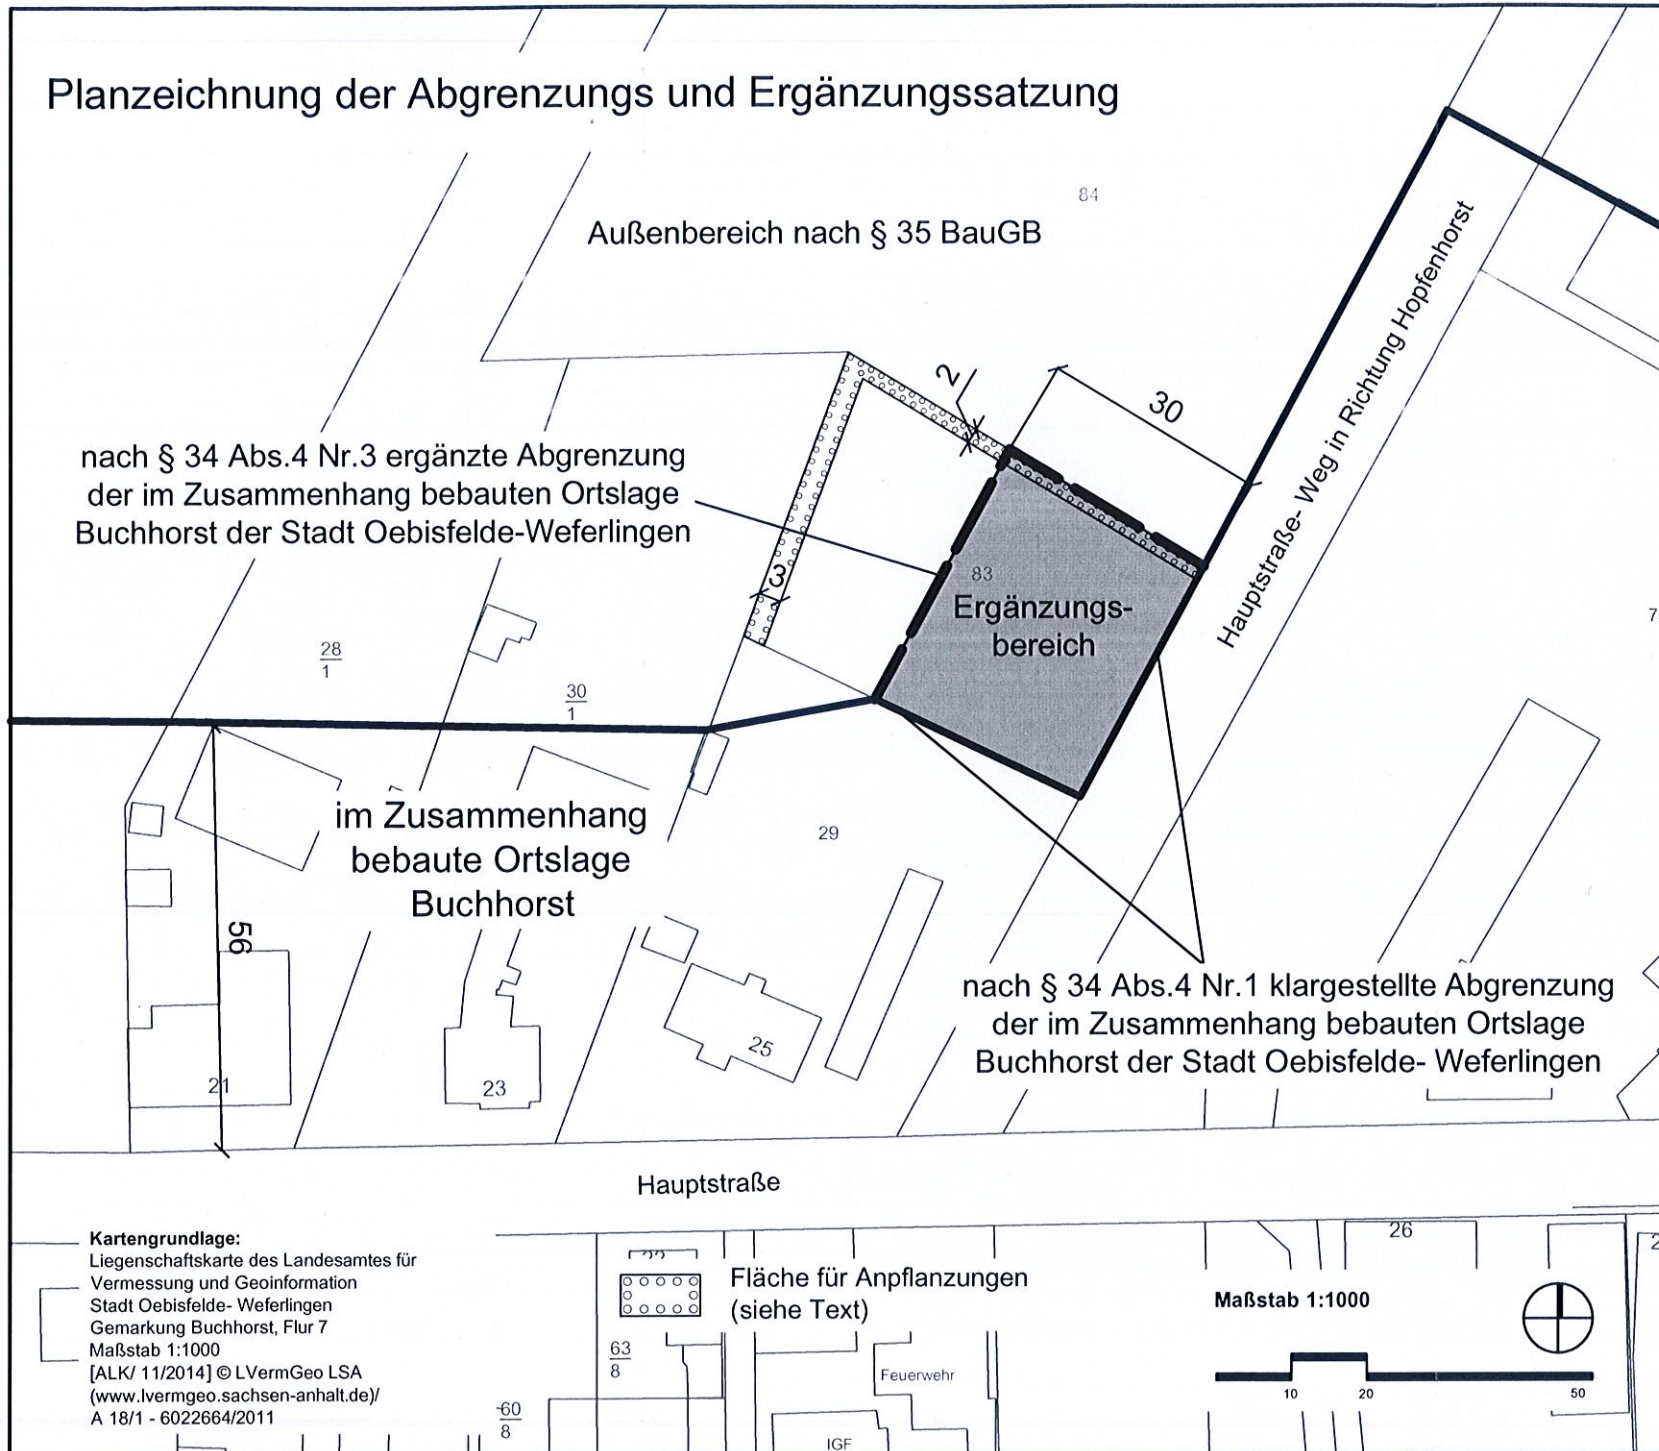 Planzeichnung der Abgrenzungs und Ergänzungssatzung
84
Außenbereich nach § 35 BauGB
Hauptstraße- Weg in Richtung Hopfenhorst
2
30
nach § 34 Abs.4 Nr.3 ergänzte Abgrenzung
der im Zusammenhang bebauten Ortslage
Buchhorst der Stadt Oebisfelde-Weferlingen
3
83
Ergänzungs-
bereich
7
28
1
30
1
im Zusammenhang
bebaute Ortslage
Buchhorst
29
56
nach § 34 Abs.4 Nr.1 klargestellte Abgrenzung
der im Zusammenhang bebauten Ortslage
Buchhorst der Stadt Oebisfelde- Weferlingen
21
23
25
Hauptstraße
26
2
Kartengrundlage:
Liegenschaftskarte des Landesamtes für
Vermessung und Geoinformation
Stadt Oebisfelde- Weferlingen
Gemarkung Buchhorst, Flur 7
Maßstab 1:1000
[ALK/ 11/2014] © LVermGeo LSA
(www.lvermgeo.sachsen-anhalt.de)/
A 18/1 - 6022664/2011
Fläche für Anpflanzungen
(siehe Text)
63
8
60
8
Feuerwehr
IGF
Maßstab 1:1000
10 20 50